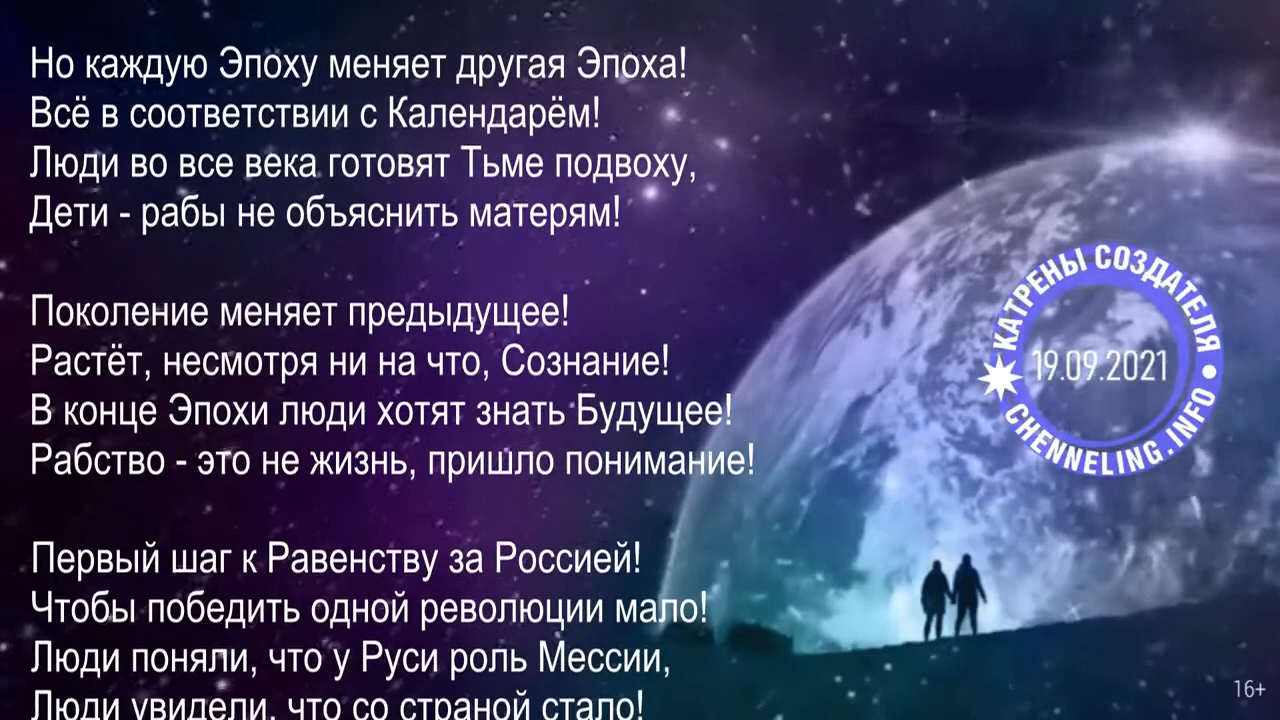 Но каждую Эпоху меняет другая Эпоха!
Всё в соответствии с Календарём!
Люди во все века готовят Тьме подвоху,
Дети - рабы не объяснить матерям!
Поколение меняет предыдущее!
Растёт, несмотря ни на что, Сознание!
В конце Эпохи люди хотят знать Будущее!
Рабство - это не жизнь, пришло понимание!
Первый шаг к Равенству за Россией!
Чтобы победить одной революции мало!
Люди поняли, что у Руси роль Мессии,
Люди увидели, что со страной стало!
КАТРЕНЫ СОЗДАТЕЛЯ
19.09.2021
CHENNELING.INFO
16+